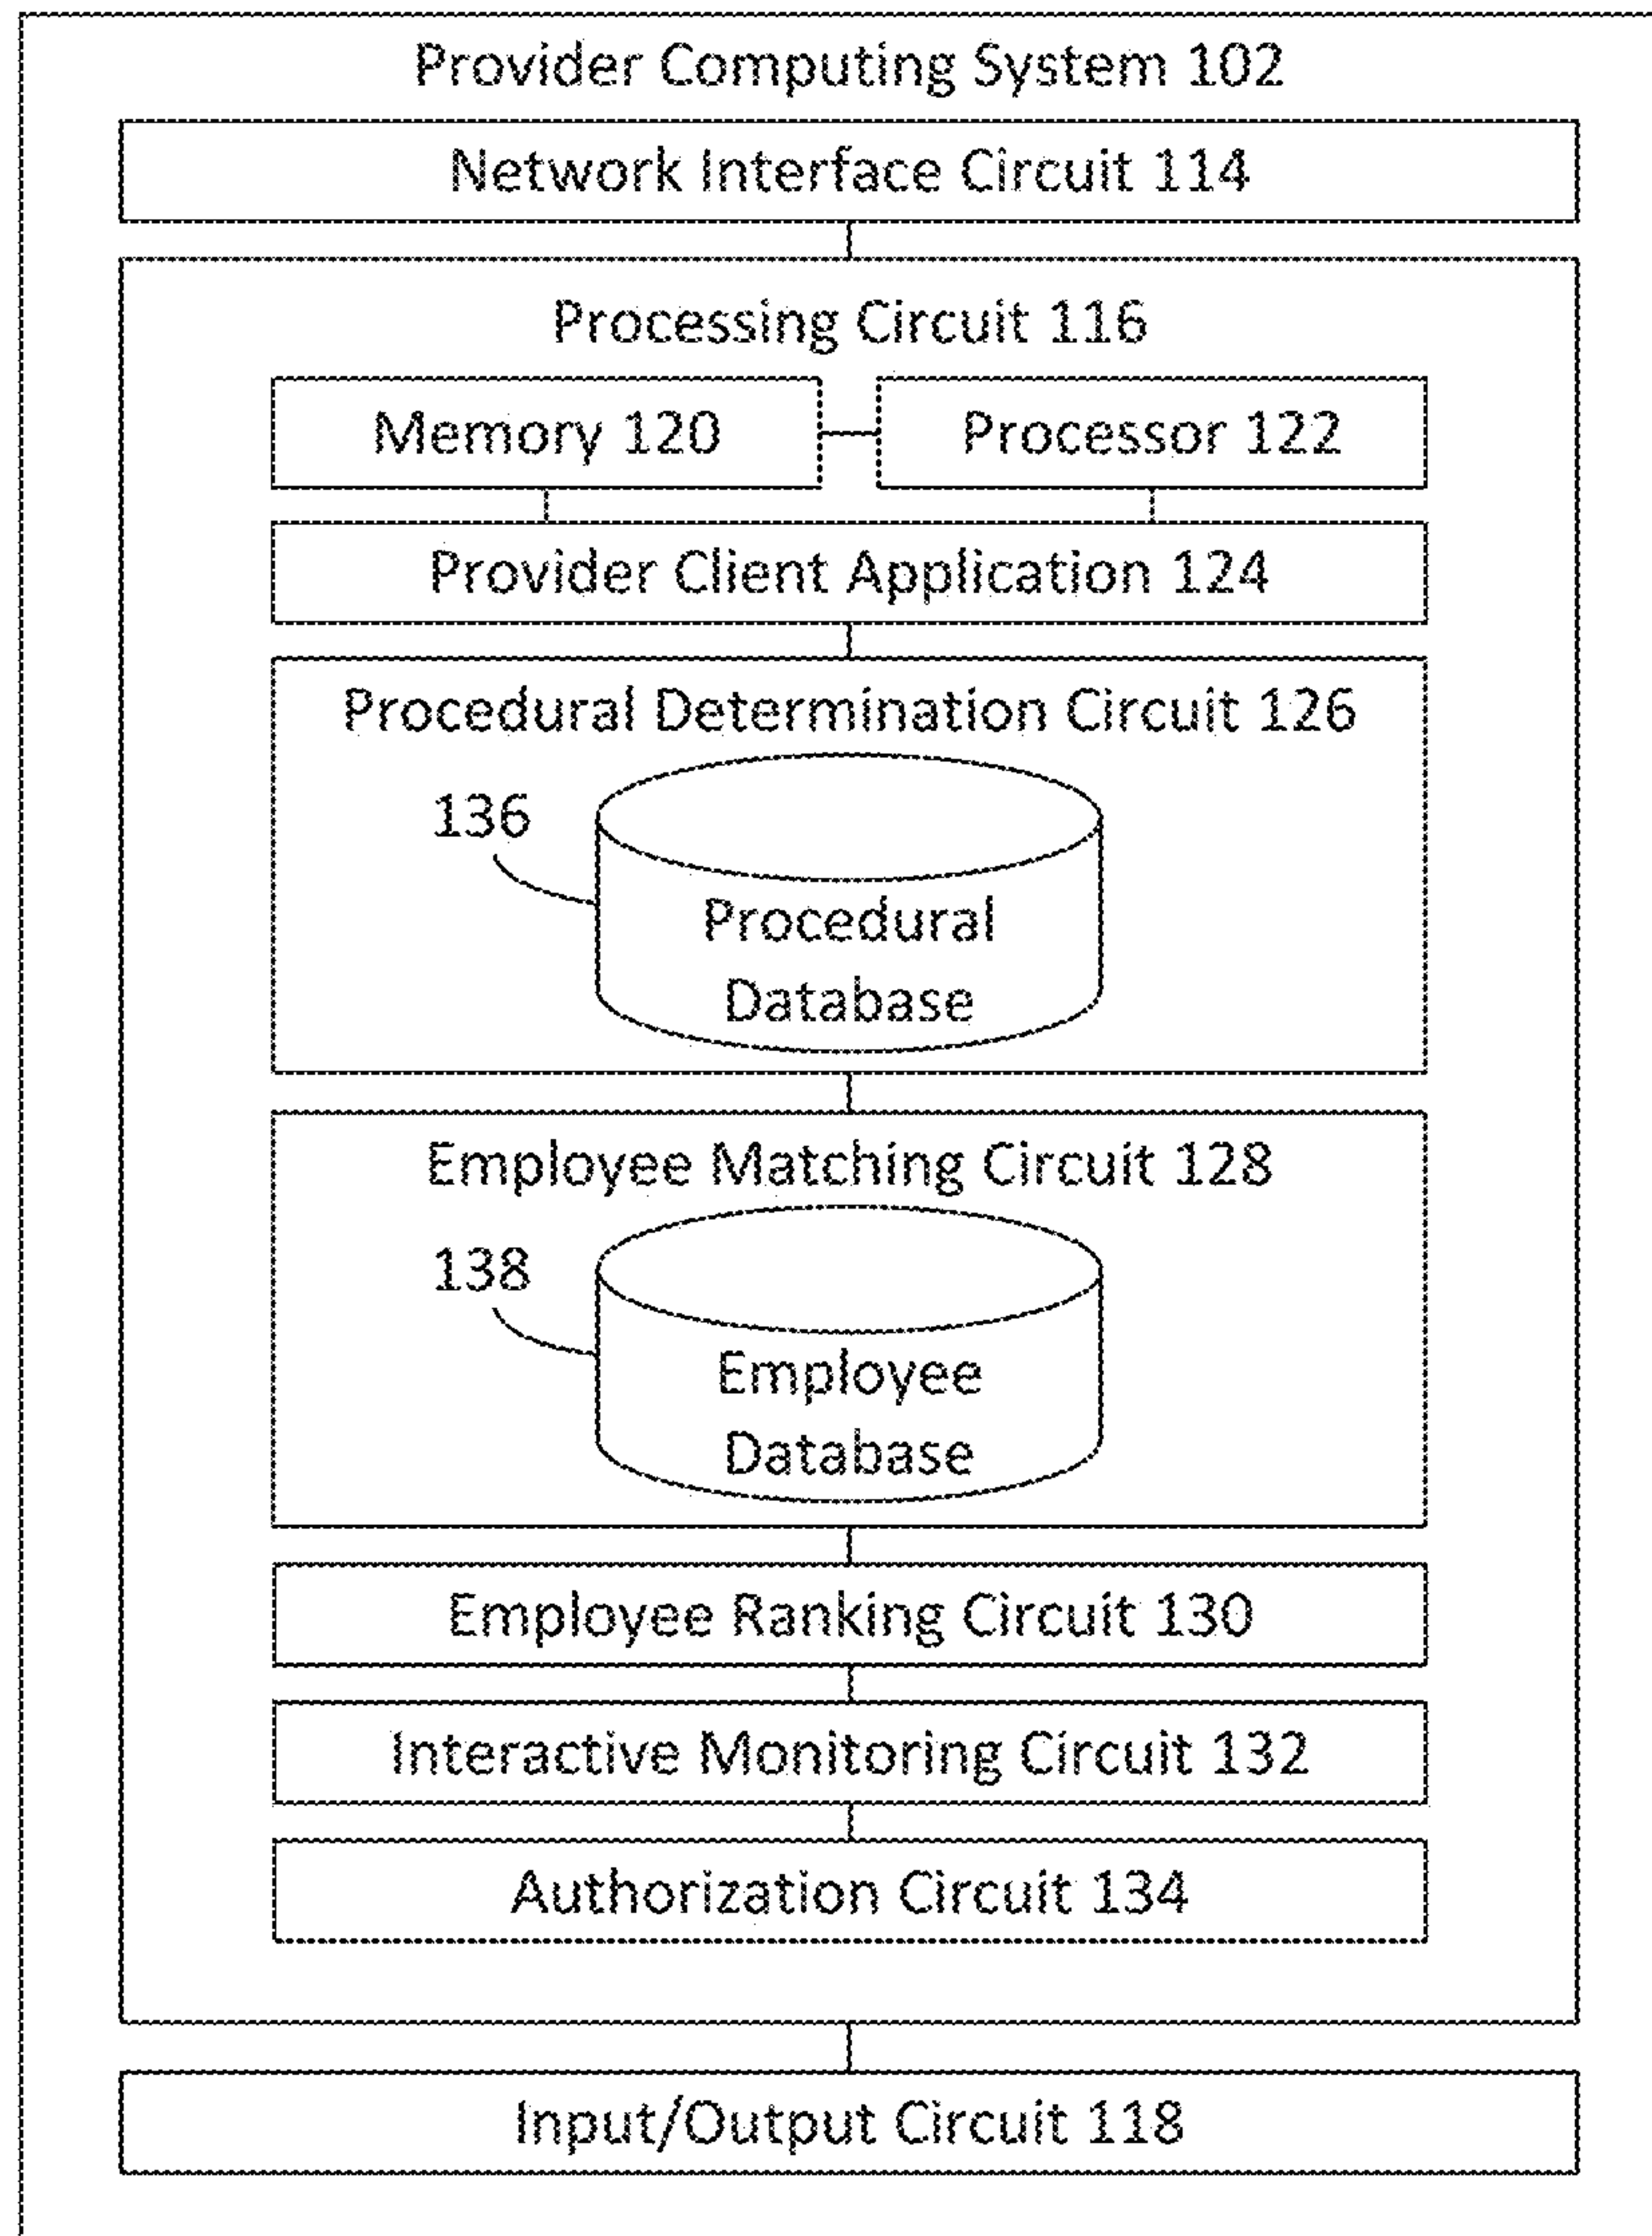 Provider Computing System 102
Network Interface Circuit 114
Processing Circuit 116
Memory 120
Processor 122
Provider Client Application 124
Procedural Determination Circuit 126
136
Procedural
Database
Employee Matching Circuit 128
138
Employee
Database
Employee Ranking Circuit 130
Interactive Monitoring Circuit 132
Authorization Circuit 134
Input/Output Circuit 118